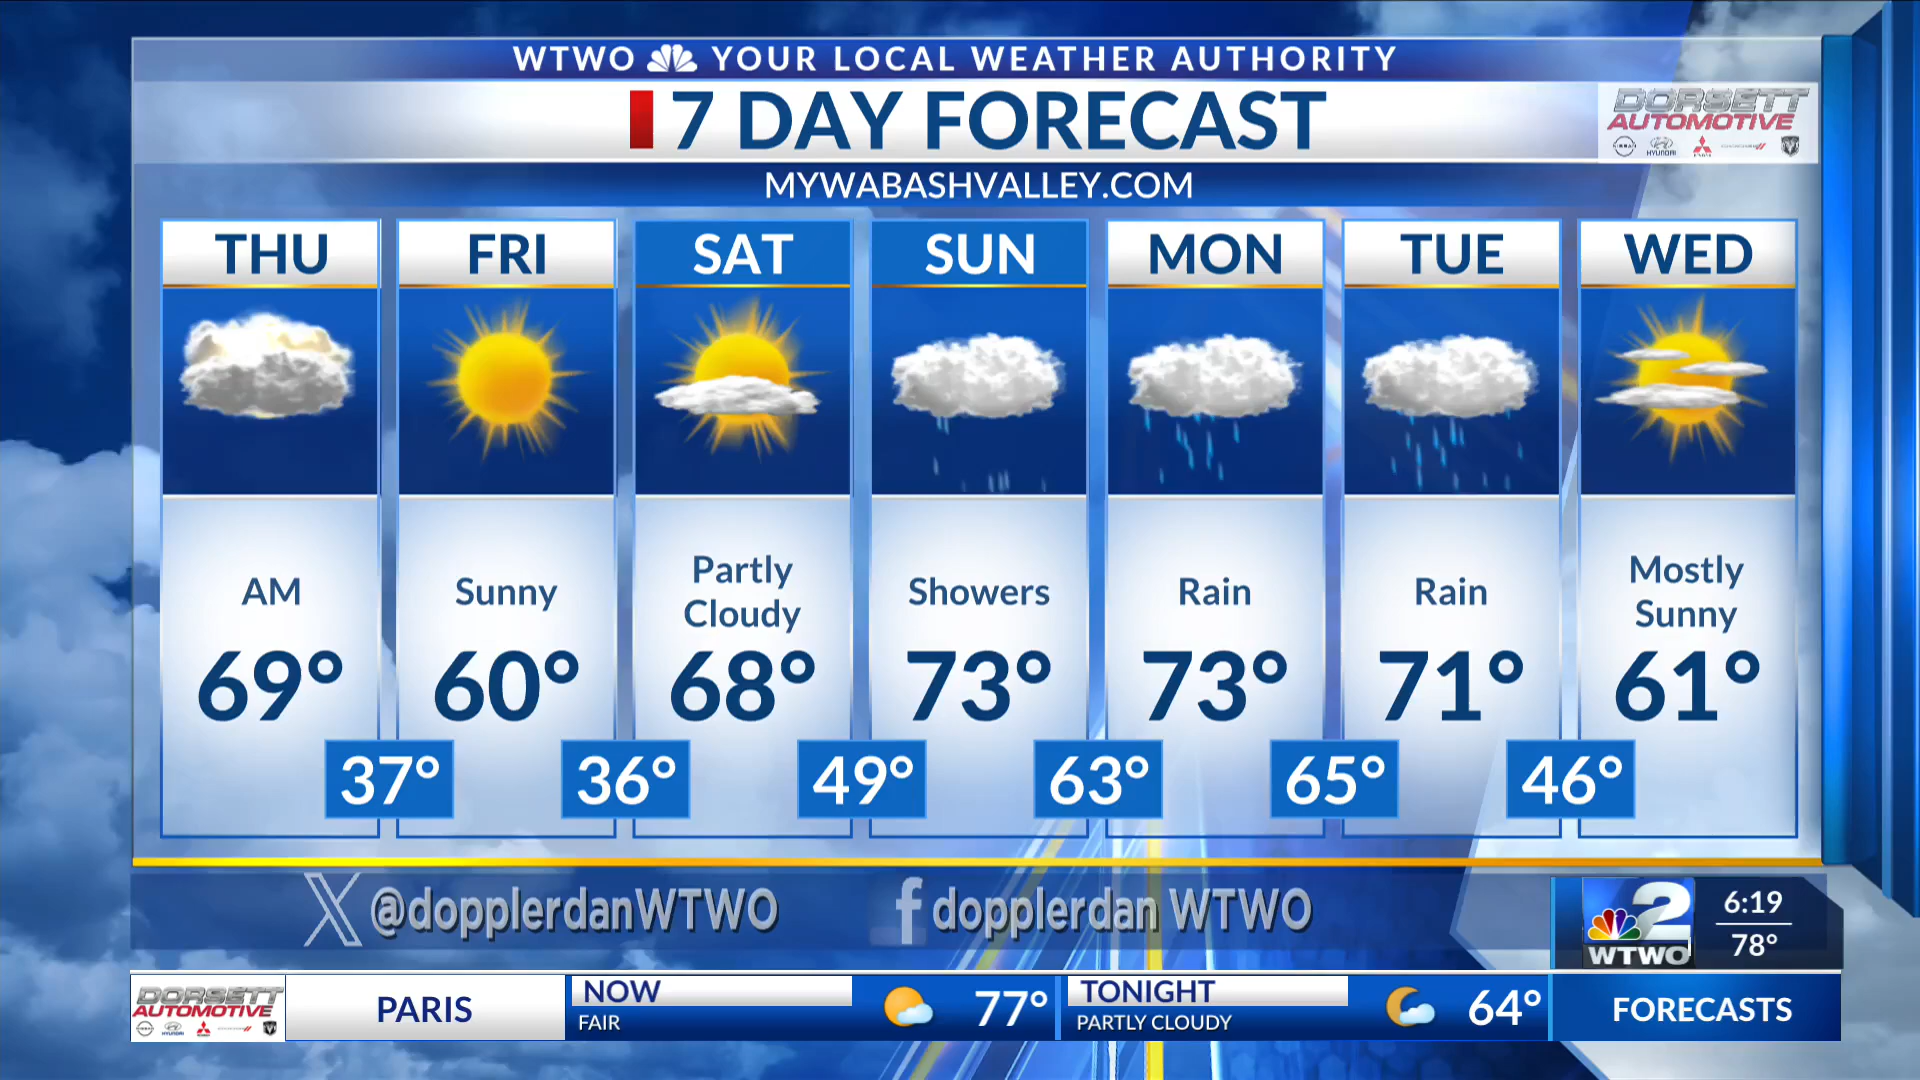 WTWO YOUR LOCAL WEATHER AUTHORITY
7 DAY FORECAST
DORSETT
AUTOMOTIVE
HYUNDAI
MYWABASHVALLEY.COM
THU FRI SAT SUN MON TUE WED
AM Sunny Partly Cloudy Showers Rain Rain Mostly Sunny
69° 60° 68° 73° 73° 71° 61°
37° 36° 49° 63° 65° 46°
@dopplerdanWTWO dopplerdan WTWO
2
WTWO
6:19
78°
DORSETT
AUTOMOTIVE
PARIS
NOW
FAIR
77°
TONIGHT
PARTLY CLOUDY
64°
FORECASTS